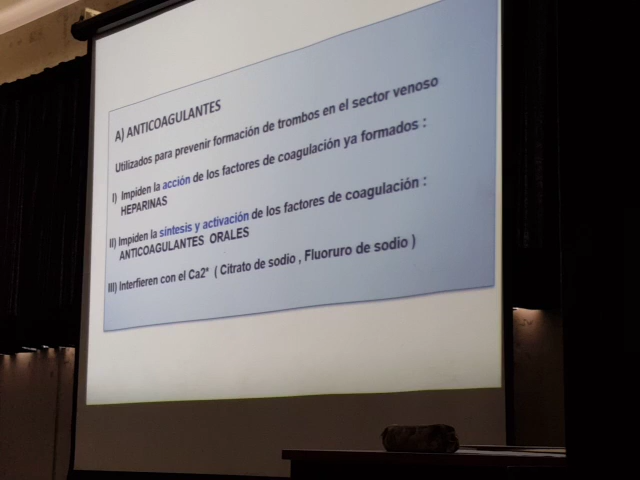 A) ANTICOAGULANTES
Utilizados para prevenir formación de trombos en el sector venoso
I) Impiden la acción de los factores de coagulación ya formados :
HEPARINAS
II) Impiden la síntesis y activación de los factores de coagulación :
ANTICOAGULANTES ORALES
III) Interfieren con el Ca2⁺ ( Citrato de sodio , Fluoruro de sodio )